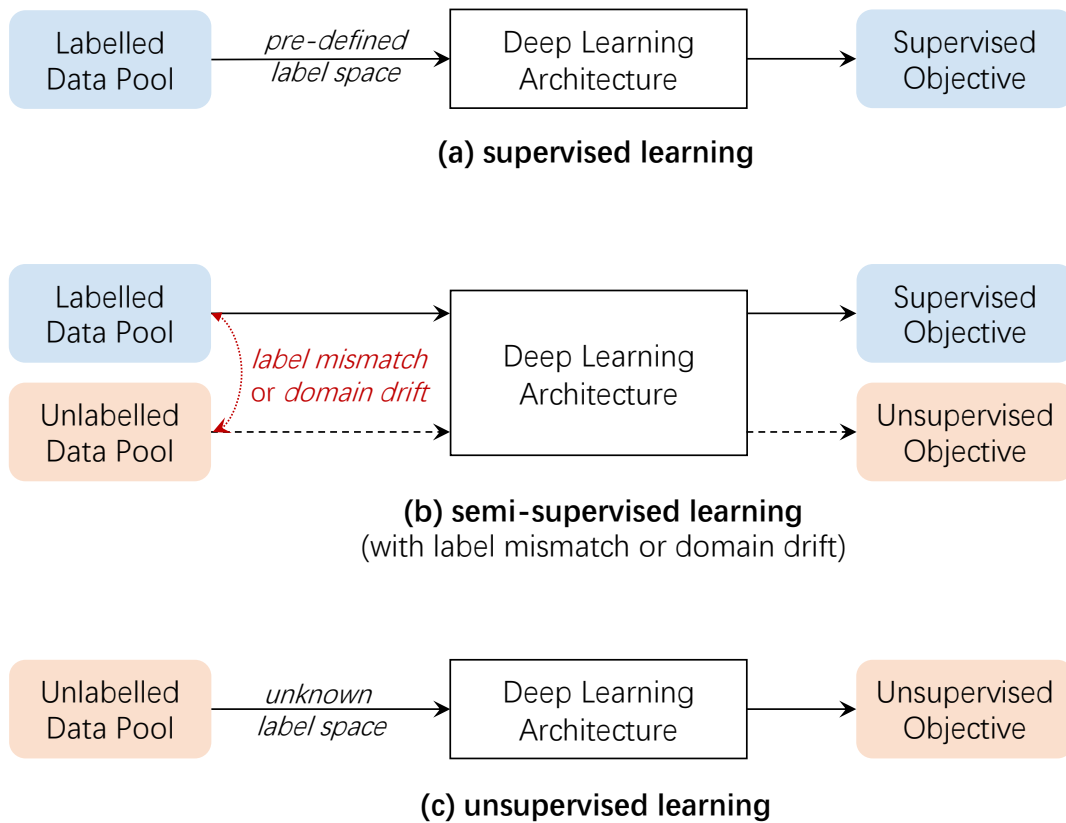 Labelled
Data Pool
pre-defined
label space
Deep Learning
Architecture
Supervised
Objective
(a) supervised learning
Labelled
Data Pool
label mismatch
or domain drift
Unlabelled
Data Pool
Deep Learning
Architecture
Supervised
Objective
Unsupervised
Objective
(b) semi-supervised learning
(with label mismatch or domain drift)
Unlabelled
Data Pool
unknown
label space
Deep Learning
Architecture
Unsupervised
Objective
(c) unsupervised learning